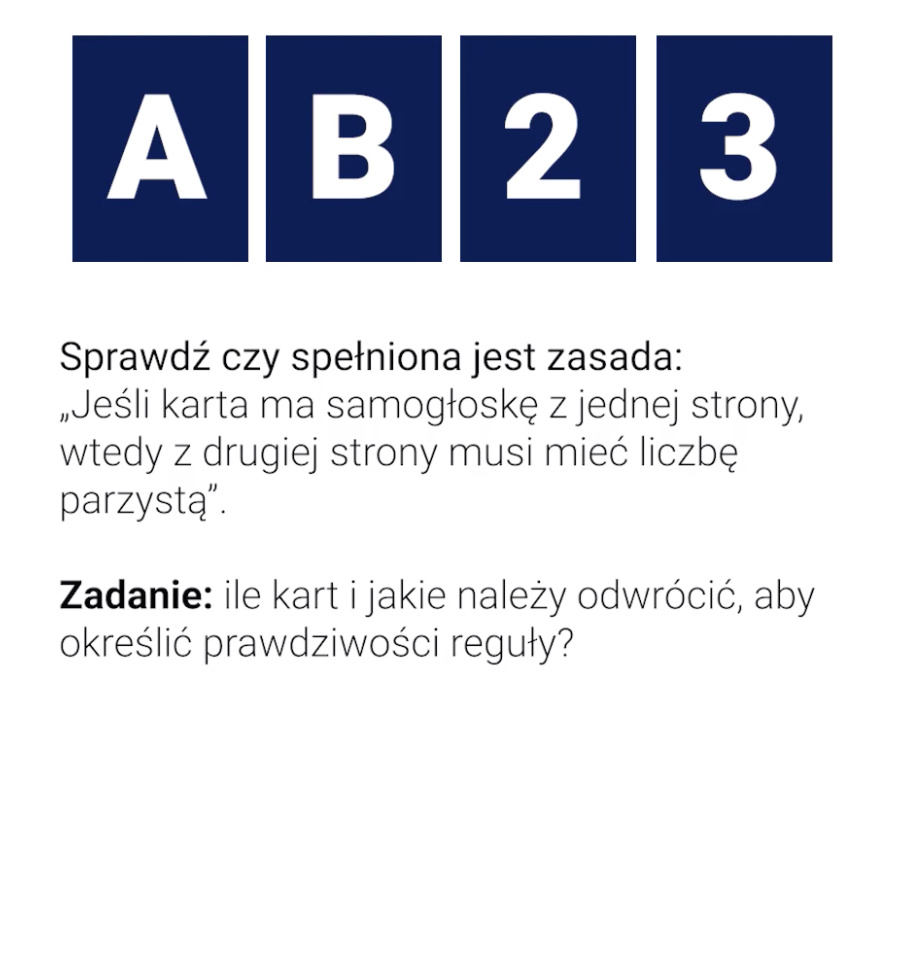 A B 2 3
Sprawdź czy spełniona jest zasada:
„Jeśli karta ma samogłoskę z jednej strony,
wtedy z drugiej strony musi mieć liczbę
parzystą”.
Zadanie: ile kart i jakie należy odwrócić, aby
określić prawdziwości reguły?